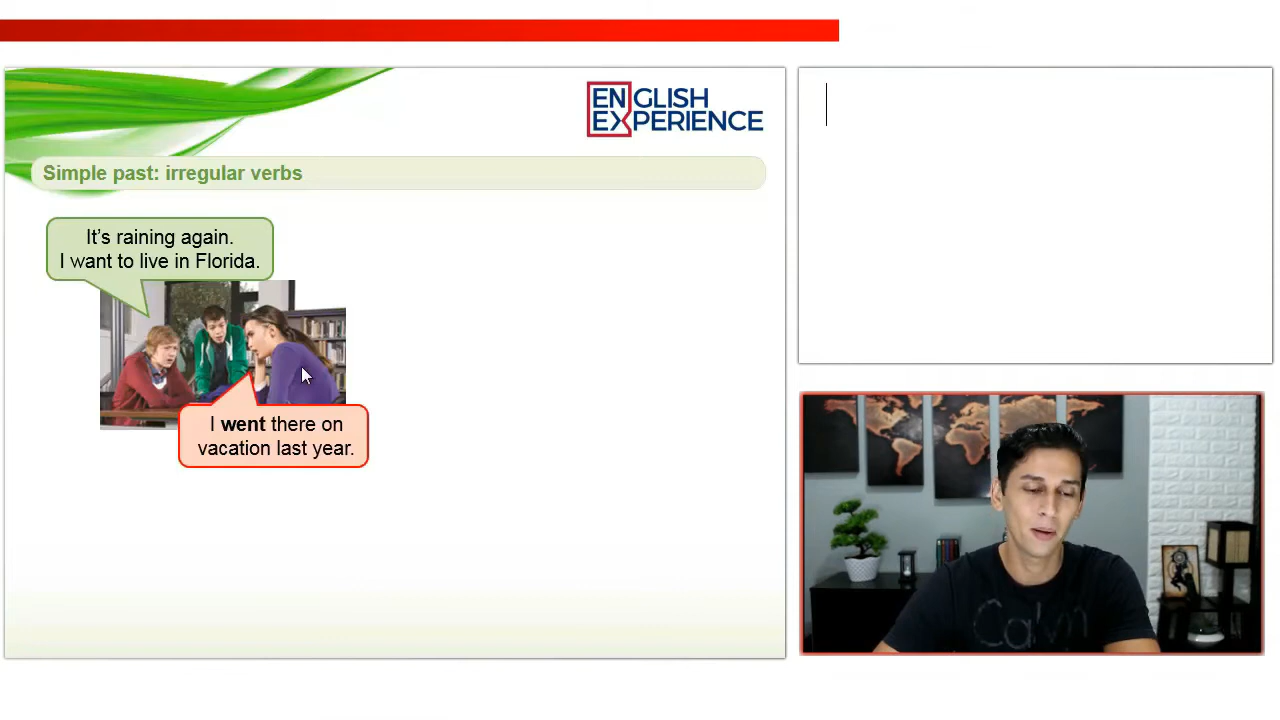 ENGLISH
EXPERIENCE
Simple past: irregular verbs
It's raining again.
I want to live in Florida.
I went there on
vacation last year.
Calvin